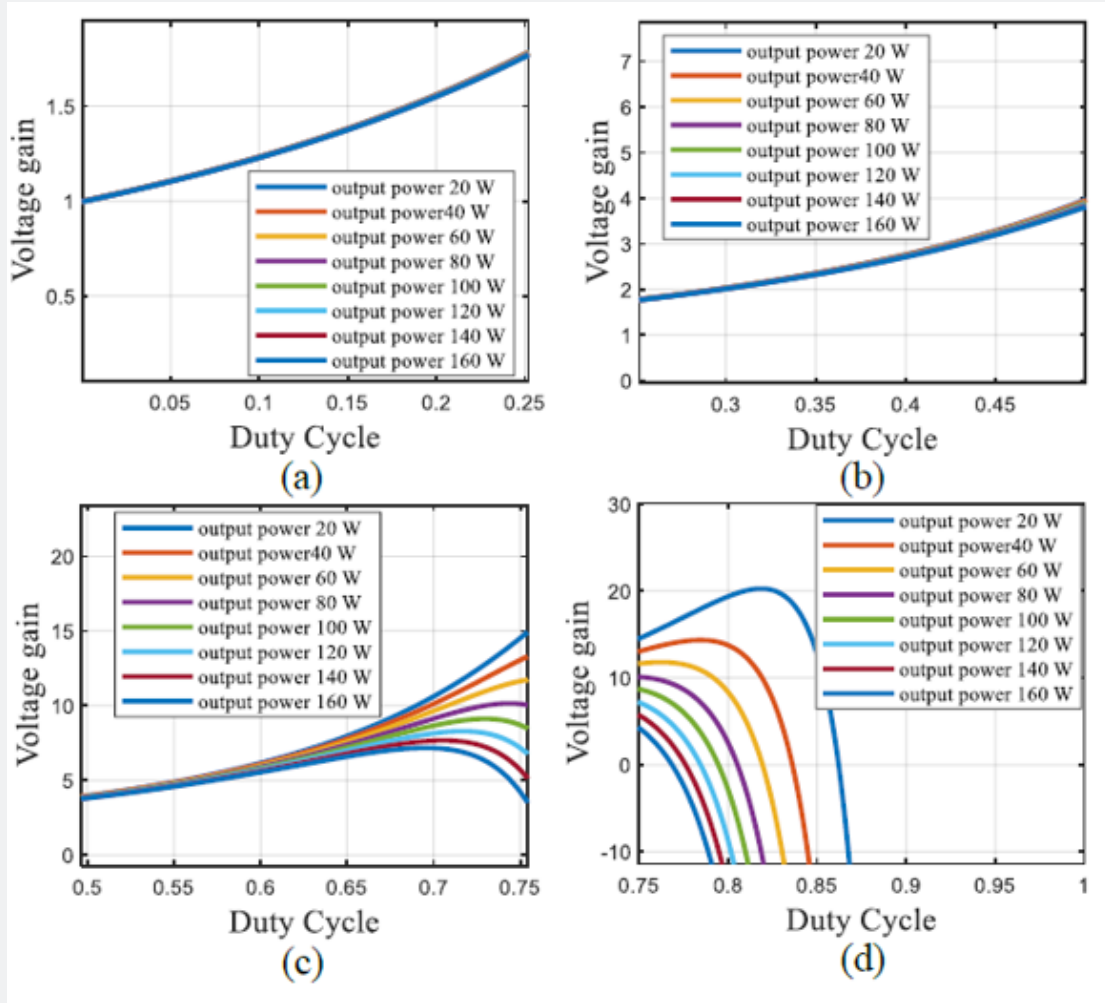 Voltage gain
1.5
1
0.5
output power 20 W
output power40 W
output power 60 W
output power 80 W
output power 100 W
output power 120 W
output power 140 W
output power 160 W
0.05 0.1 0.15 0.2 0.25
Duty Cycle
(a)
Voltage gain
7
6
5
4
3
2
1
0
output power 20 W
output power40 W
output power 60 W
output power 80 W
output power 100 W
output power 120 W
output power 140 W
output power 160 W
0.3 0.35 0.4 0.45
Duty Cycle
(b)
Voltage gain
20
15
10
5
0
output power 20 W
output power40 W
output power 60 W
output power 80 W
output power 100 W
output power 120 W
output power 140 W
output power 160 W
0.5 0.55 0.6 0.65 0.7 0.75
Duty Cycle
(c)
Voltage gain
30
20
10
0
-10
output power 20 W
output power40 W
output power 60 W
output power 80 W
output power 100 W
output power 120 W
output power 140 W
output power 160 W
0.75 0.8 0.85 0.9 0.95 1
Duty Cycle
(d)